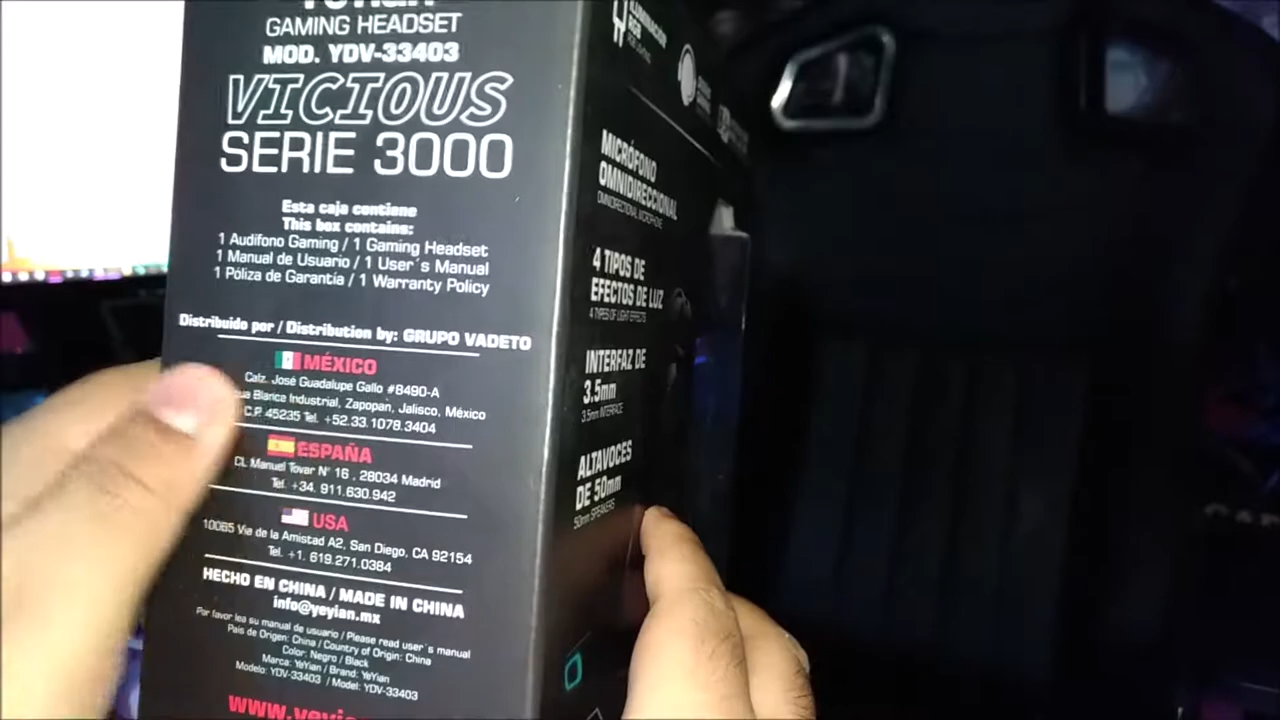 GAMING HEADSET
MOD. YDV-33403
VICIOUS
SERIE 3000
Esta caja contiene
This box contains:
1 Audífono Gaming / 1 Gaming Headset
1 Manual de Usuario / 1 User´s Manual
1 Póliza de Garantía / 1 Warranty Policy
Distribuido por / Distribution by: GRUPO VADETO
MÉXICO
Calz. José Guadalupe Gallo #8490-A
Blanca Industrial, Zapopan, Jalisco, México
C.P. 45235 Tel. +52.33.1078.3404
ESPAÑA
CL Manuel Tovar N° 16, 28034 Madrid
Tel. +34. 911.630.942
USA
10065 Via de la Amistad A2, San Diego, CA 92154
Tel. +1. 619.271.0384
HECHO EN CHINA / MADE IN CHINA
info@yeyian.mx
Por favor lea su manual de usuario / Please read user´s manual
País de Origen: China / Country of Origin: China
Color: Negro / Black
Marca: YeYian / Brand: YeYian
Modelo: YDV-33403 / Model: YDV-33403
ILUMINACIÓN
RGB
MICRÓFONO
OMNIDIRECCIONAL
OMNIDIRECTIONAL MICROPHONE
4 TIPOS DE
EFECTOS DE LUZ
4 TYPES OF LIGHT EFFECTS
INTERFAZ DE
3.5mm
3.5mm INTERFACE
ALTAVOCES
DE 50mm
50mm SPEAKERS